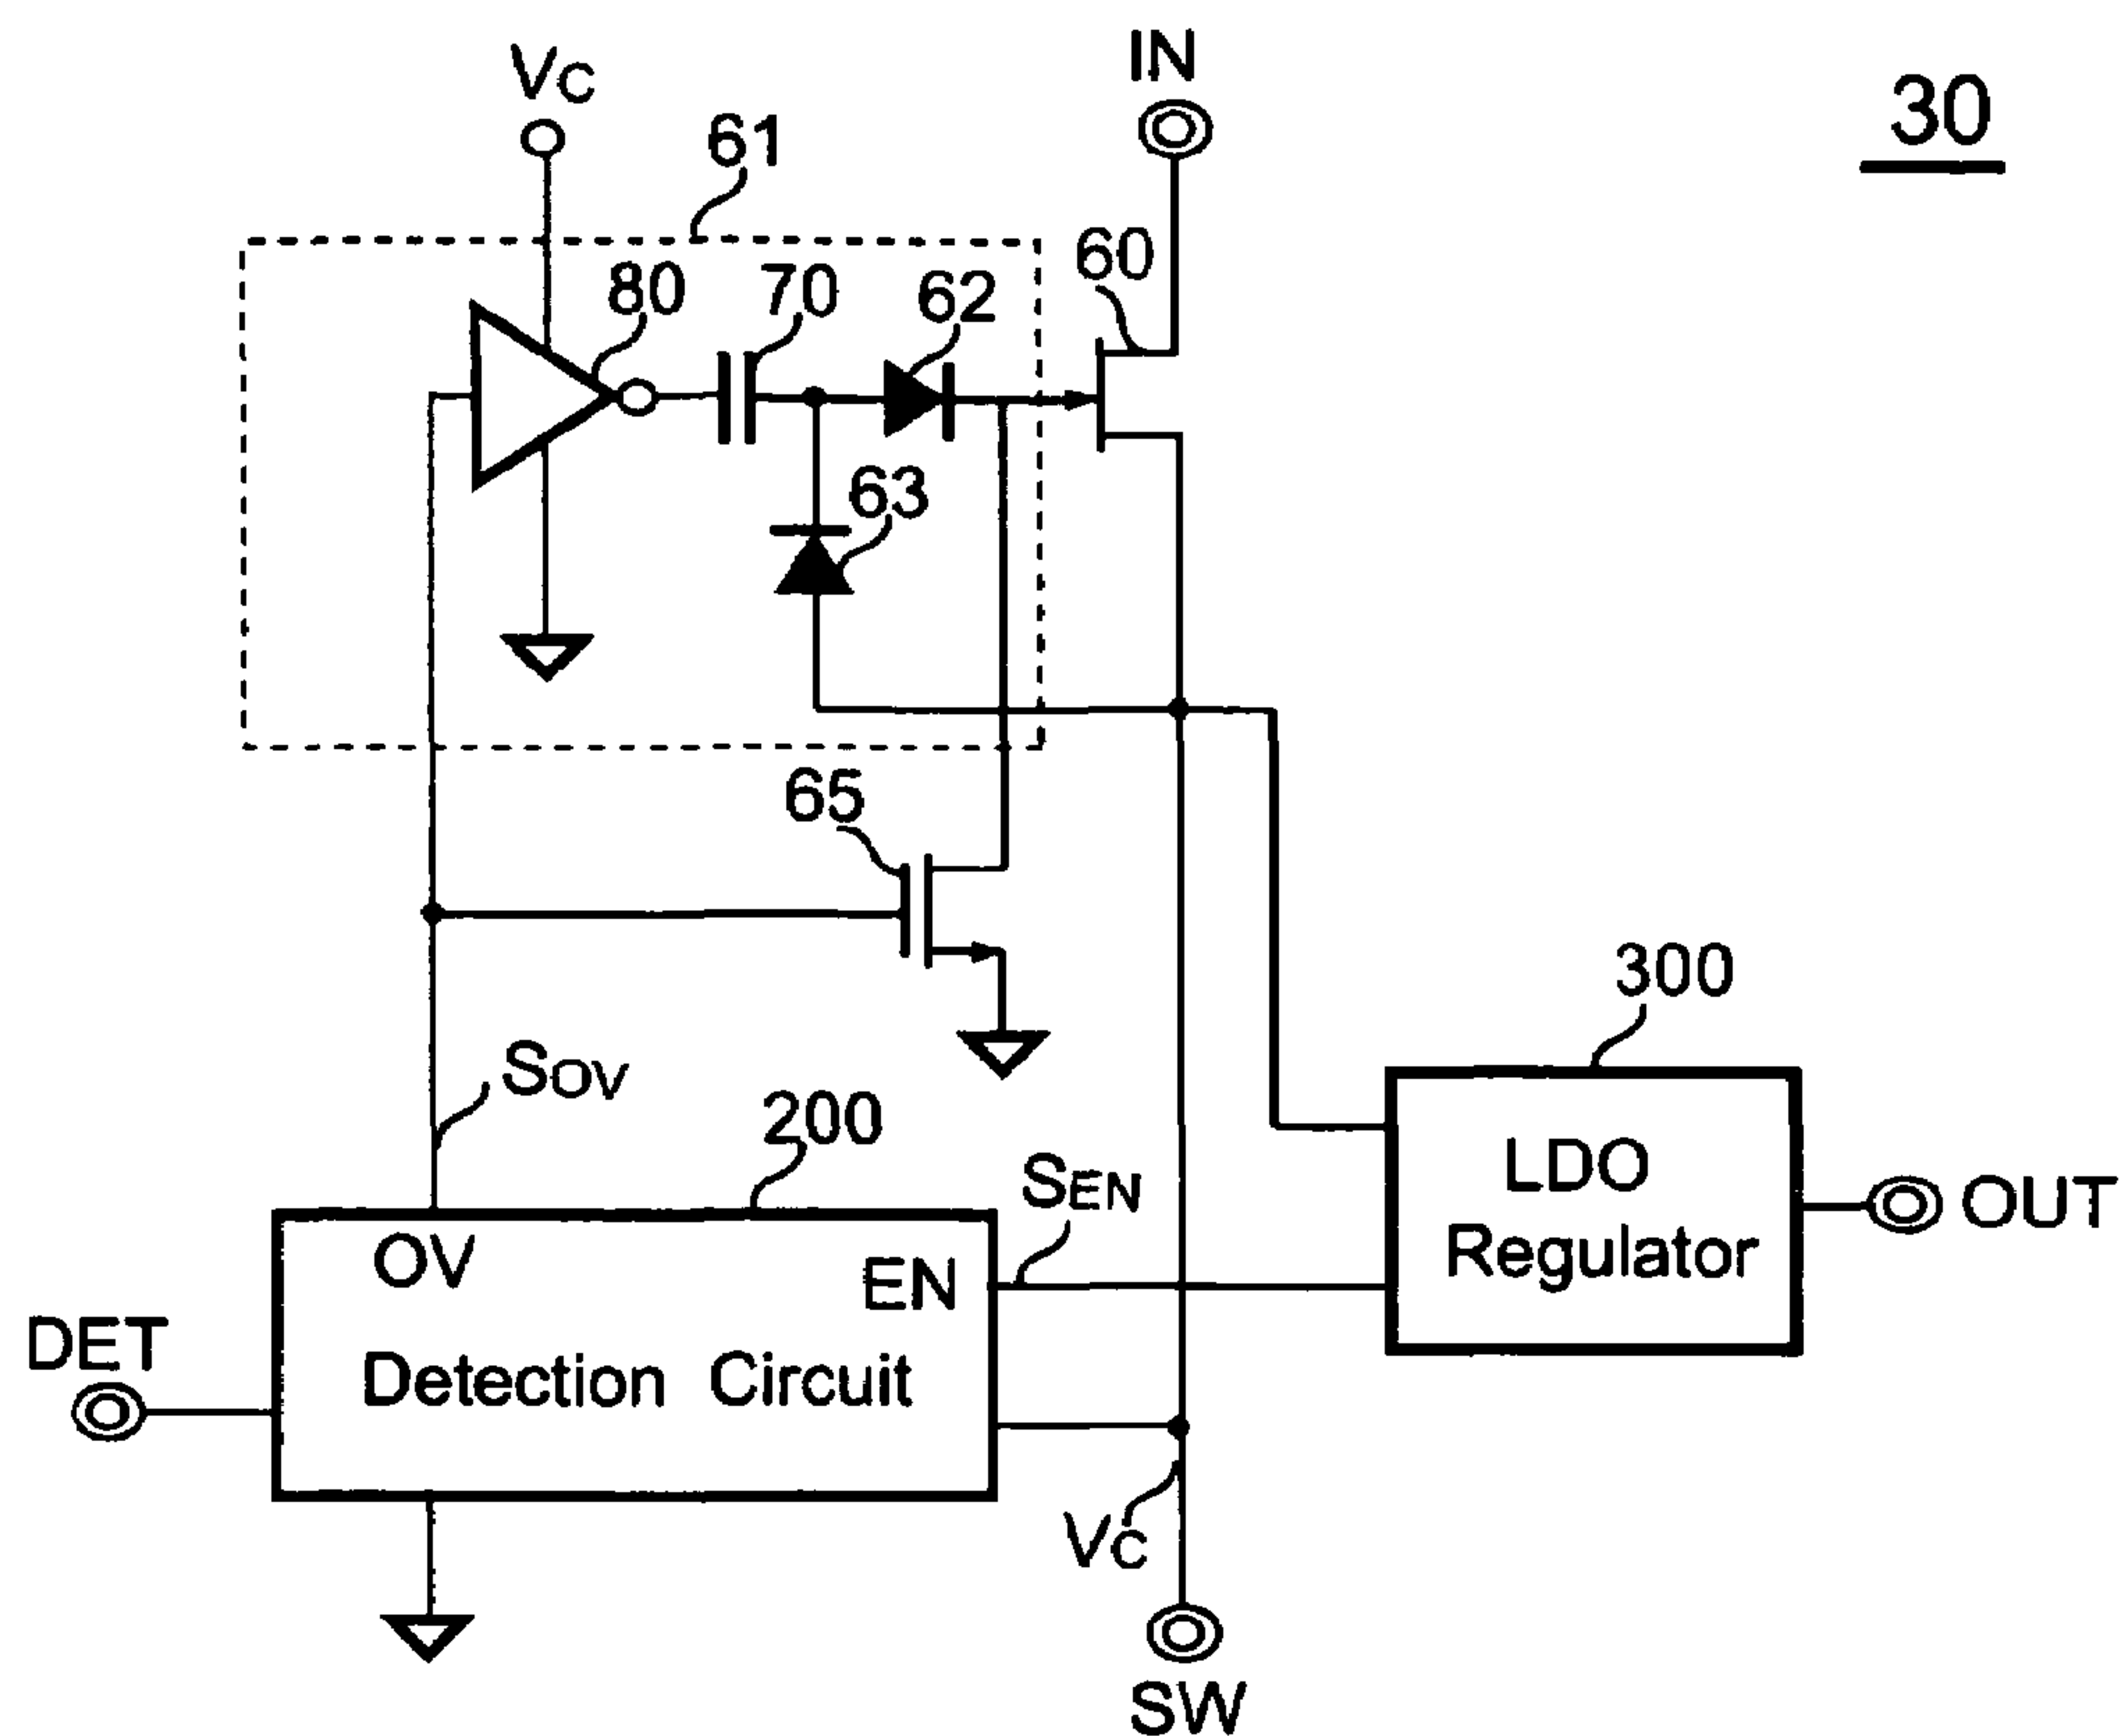 VC
IN
30
61
80
70
62
60
63
65
300
SOV
200
SEN
LDO
Regulator
OUT
OV
EN
DET
Detection Circuit
VC
SW